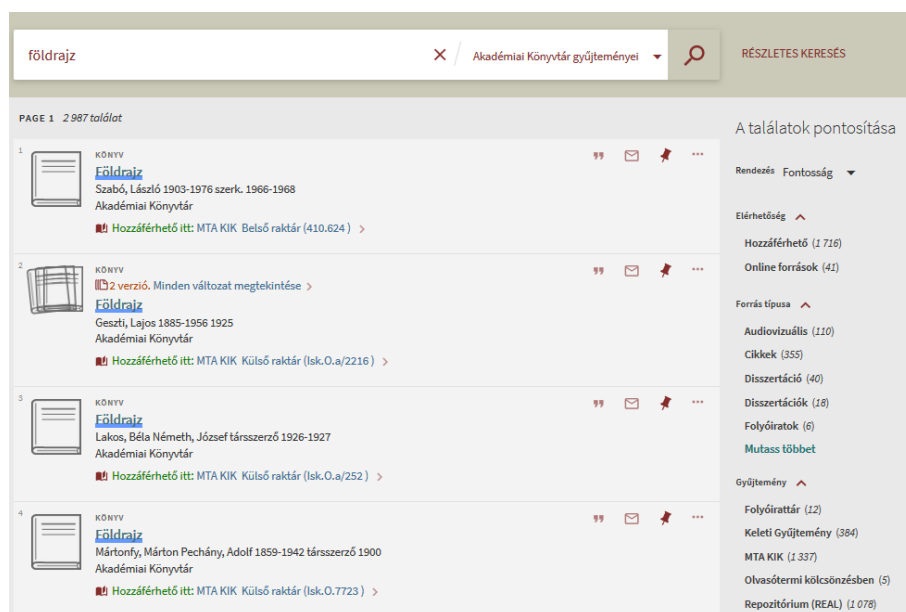 földrajz
Akadémiai Könyvtár gyűjteményei
RÉSZLETES KERESÉS
PAGE 1 2 987 találat
1
KÖNYV
Földrajz
Szabó, László 1903-1976 szerk. 1966-1968
Akadémiai Könyvtár
Hozzáférhető itt: MTA KIK Belső raktár (410.624 )
2
KÖNYV
2 verzió. Minden változat megtekintése
Földrajz
Geszti, Lajos 1885-1956 1925
Akadémiai Könyvtár
Hozzáférhető itt: MTA KIK Külső raktár (Isk.O.a/2216 )
3
KÖNYV
Földrajz
Lakos, Béla Németh, József társszerző 1926-1927
Akadémiai Könyvtár
Hozzáférhető itt: MTA KIK Külső raktár (Isk.O.a/252 )
4
KÖNYV
Földrajz
Mártonfy, Márton Pechány, Adolf 1859-1942 társszerző 1900
Akadémiai Könyvtár
Hozzáférhető itt: MTA KIK Külső raktár (Isk.O.7723 )
A találatok pontosítása
Rendezés Fontosság
Elérhetőség
Hozzáférhető (1 716)
Online források (41)
Forrás típusa
Audiovizuális (110)
Cikkek (355)
Disszertáció (40)
Disszertációk (18)
Folyóiratok (6)
Mutass többet
Gyűjtemény
Folyóirattár (12)
Keleti Gyűjtemény (384)
MTA KIK (1 337)
Olvasótermi kölcsönzésben (5)
Repozitórium (REAL) (1 078)